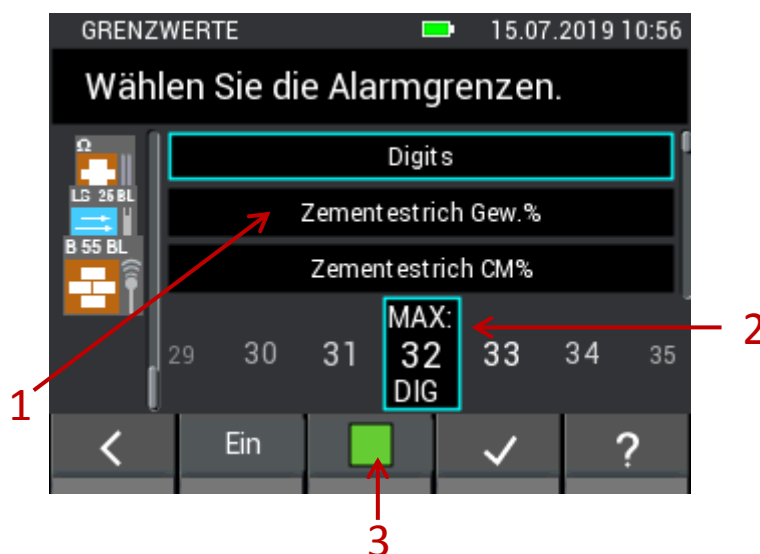 GRENZWERTE 15.07.2019 10:56
Wählen Sie die Alarmgrenzen.
Ω
Digits
LG 25 BL
Zementestrich Gew.%
B 55 BL
Zementestrich CM%
MAX:
2
29 30 31 32 33 34 35
DIG
1
< Ein ?
3